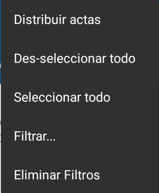 Distribuir actas
Des-seleccionar todo
Seleccionar todo
Filtrar...
Eliminar Filtros